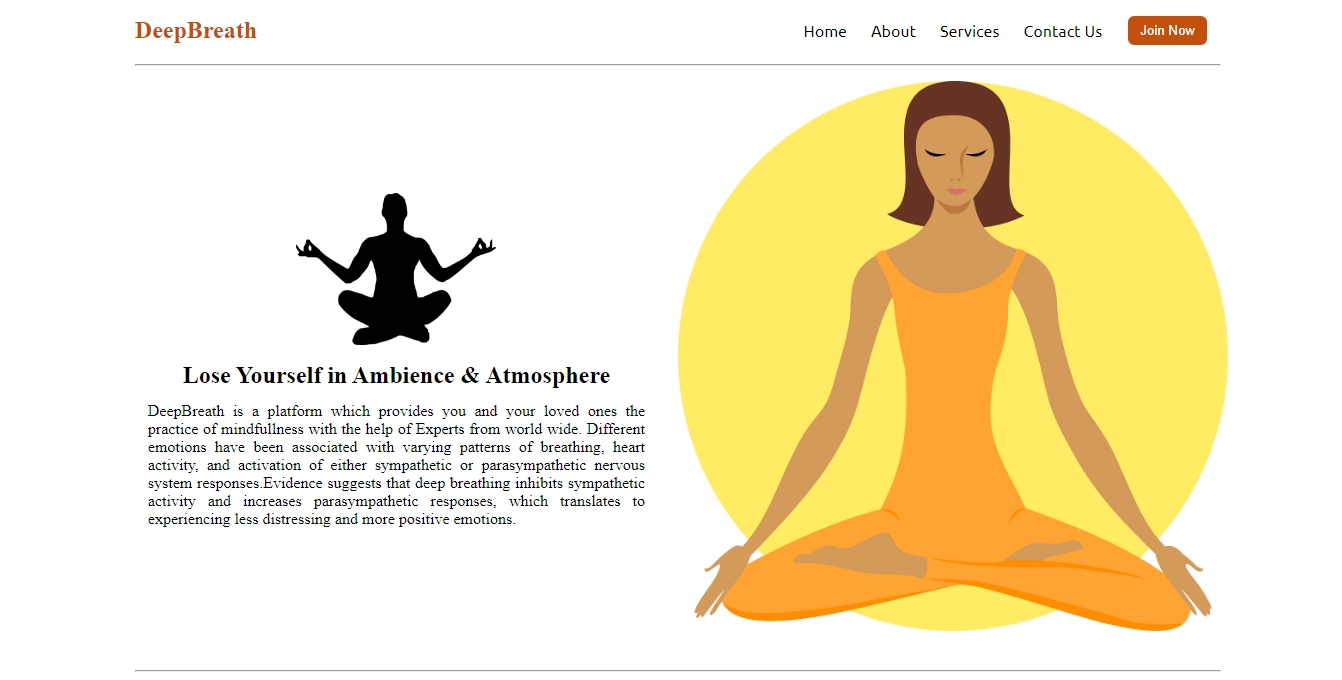 DeepBreath
Home About Services Contact Us Join Now
Lose Yourself in Ambience & Atmosphere
DeepBreath is a platform which provides you and your loved ones the
practice of mindfullness with the help of Experts from world wide. Different
emotions have been associated with varying patterns of breathing, heart
activity, and activation of either sympathetic or parasympathetic nervous
system responses.Evidence suggests that deep breathing inhibits sympathetic
activity and increases parasympathetic responses, which translates to
experiencing less distressing and more positive emotions.